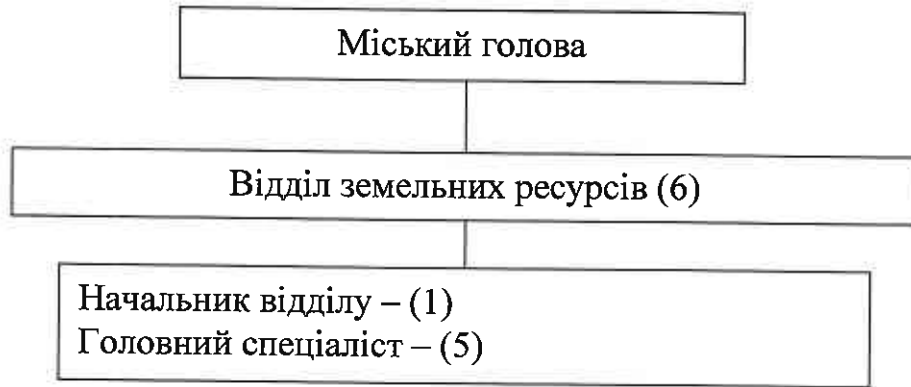 Міський голова
Відділ земельних ресурсів (6)
Начальник відділу – (1)
Головний спеціаліст – (5)